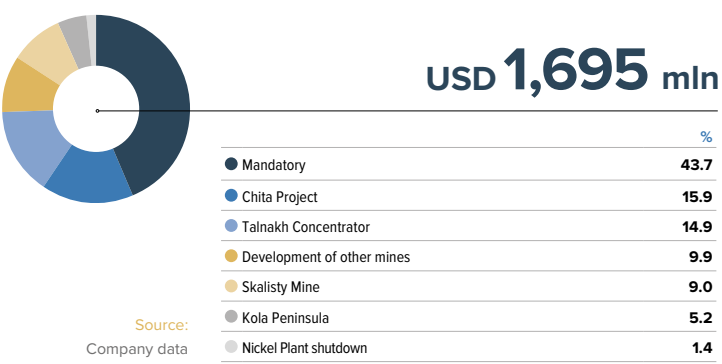 USD 1,695 mln
%
Mandatory 43.7
Chita Project 15.9
Talnakh Concentrator 14.9
Development of other mines 9.9
Skalisty Mine 9.0
Kola Peninsula 5.2
Nickel Plant shutdown 1.4
Source:
Company data